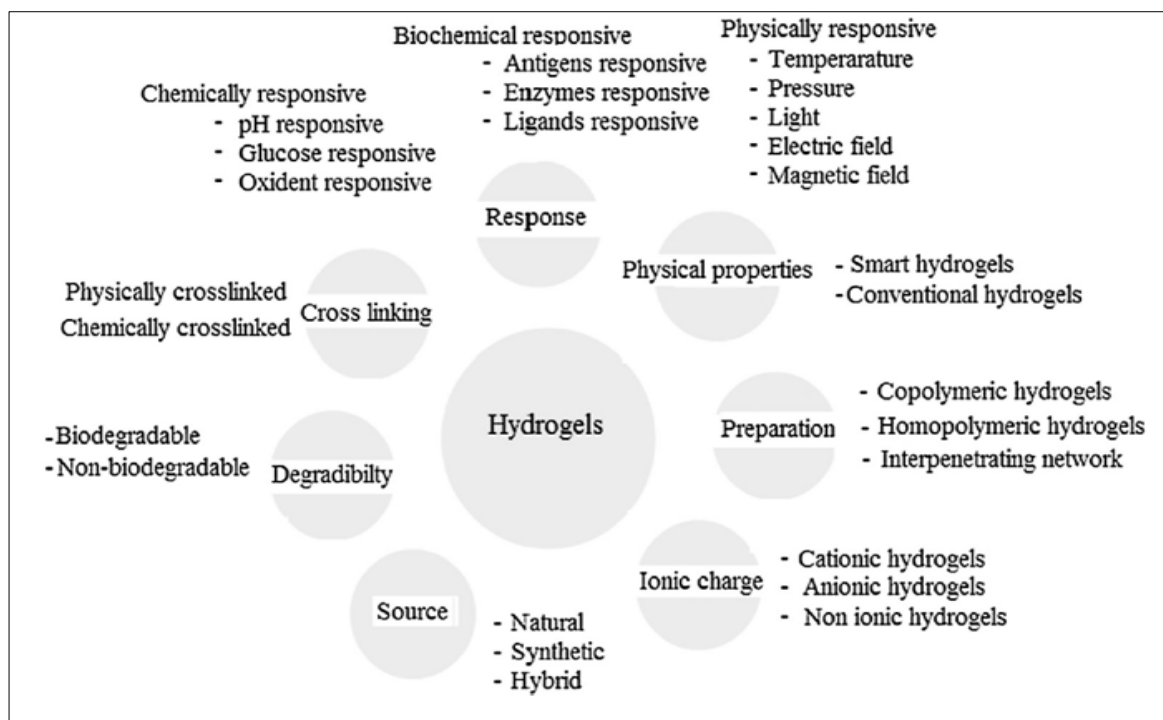 Biochemical responsive
- Antigens responsive
- Enzymes responsive
- Ligands responsive
Physically responsive
- Temperarature
- Pressure
- Light
- Electric field
- Magnetic field
Chemically responsive
- pH responsive
- Glucose responsive
- Oxident responsive
Response
Physical properties
- Smart hydrogels
- Conventional hydrogels
Physically crosslinked
Chemically crosslinked
Cross linking
Hydrogels
Preparation
- Copolymeric hydrogels
- Homopolymeric hydrogels
- Interpenetrating network
- Biodegradable
- Non-biodegradable
Degradibilty
Ionic charge
- Cationic hydrogels
- Anionic hydrogels
- Non ionic hydrogels
Source
- Natural
- Synthetic
- Hybrid